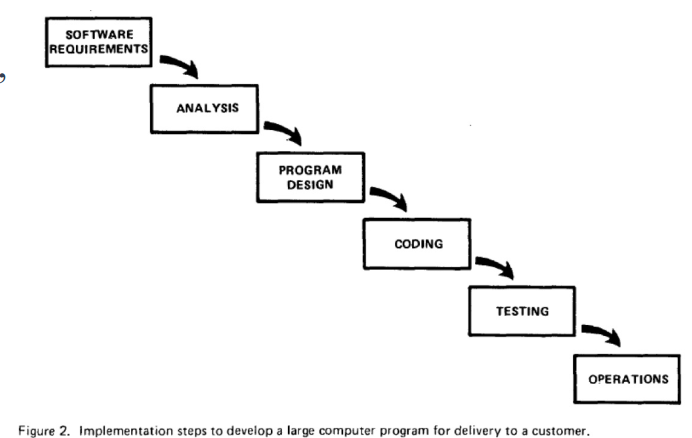 SOFTWARE
REQUIREMENTS
ANALYSIS
PROGRAM
DESIGN
CODING
TESTING
OPERATIONS
Figure 2. Implementation steps to develop a large computer program for delivery to a customer.